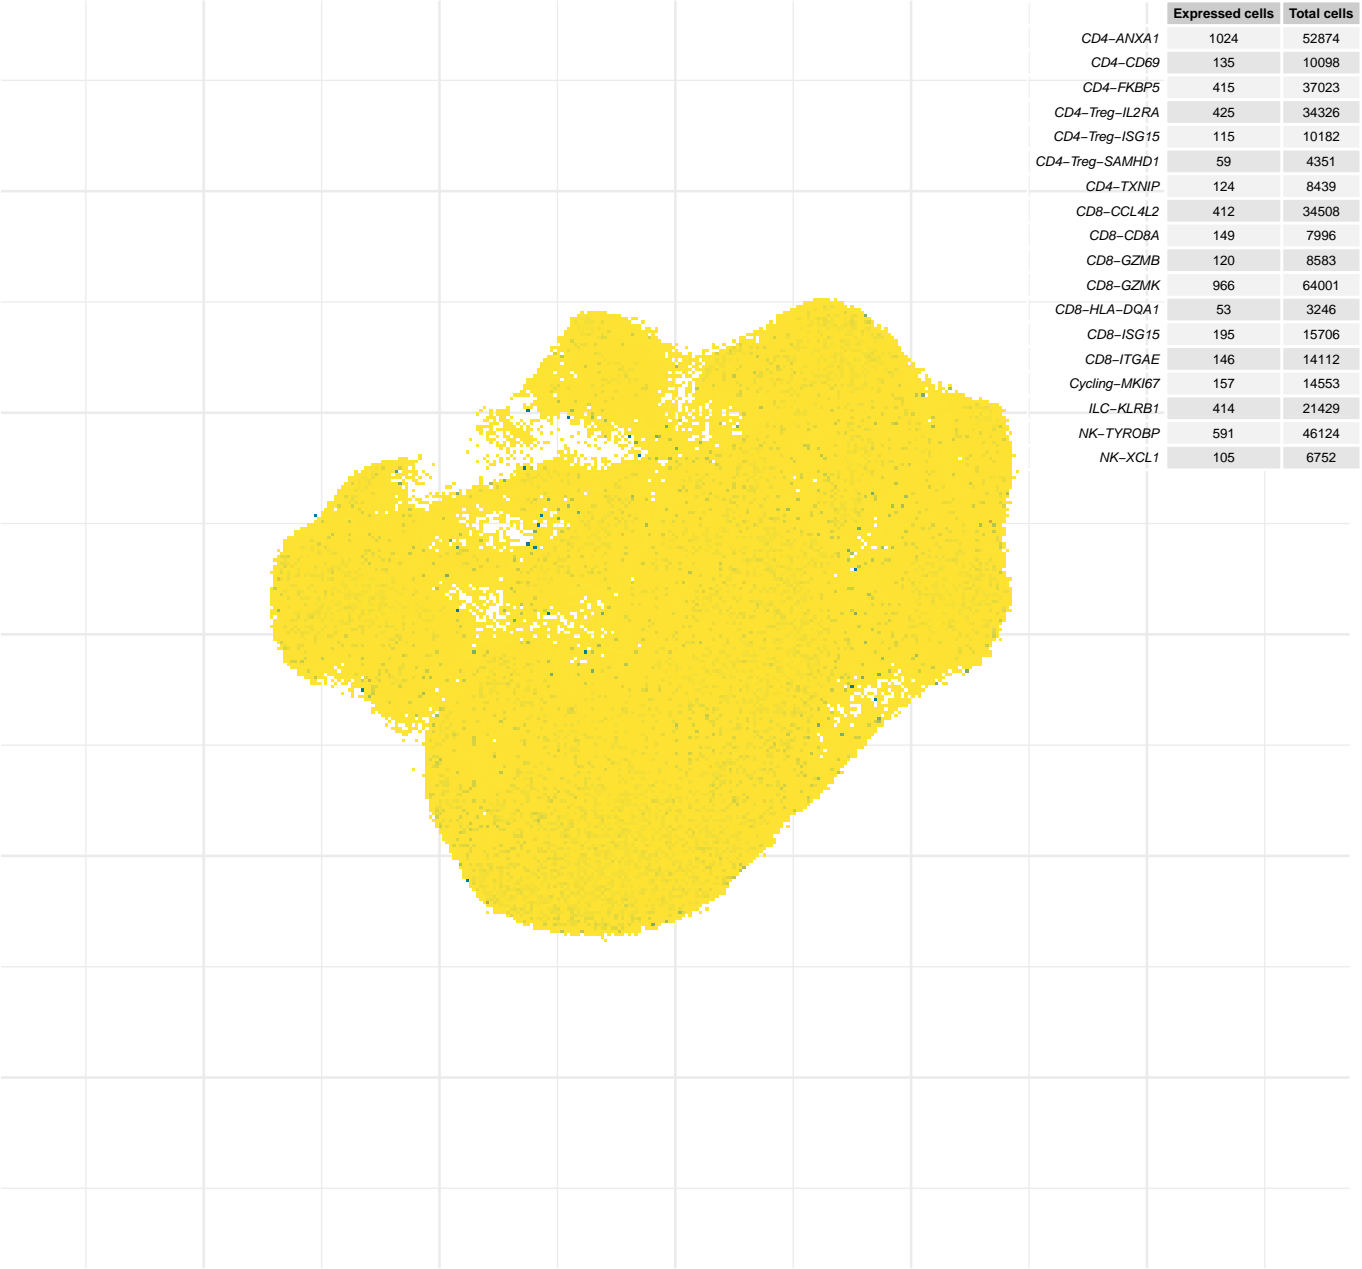 Expressed cells Total cells
CD4−ANXA1 1024 52874
CD4−CD69 135 10098
CD4−FKBP5 415 37023
CD4−Treg−IL2RA 425 34326
CD4−Treg−ISG15 115 10182
CD4−Treg−SAMHD1 59 4351
CD4−TXNIP 124 8439
CD8−CCL4L2 412 34508
CD8−CD8A 149 7996
CD8−GZMB 120 8583
CD8−GZMK 966 64001
CD8−HLA−DQA1 53 3246
CD8−ISG15 195 15706
CD8−ITGAE 146 14112
Cycling−MKI67 157 14553
ILC−KLRB1 414 21429
NK−TYROBP 591 46124
NK−XCL1 105 6752